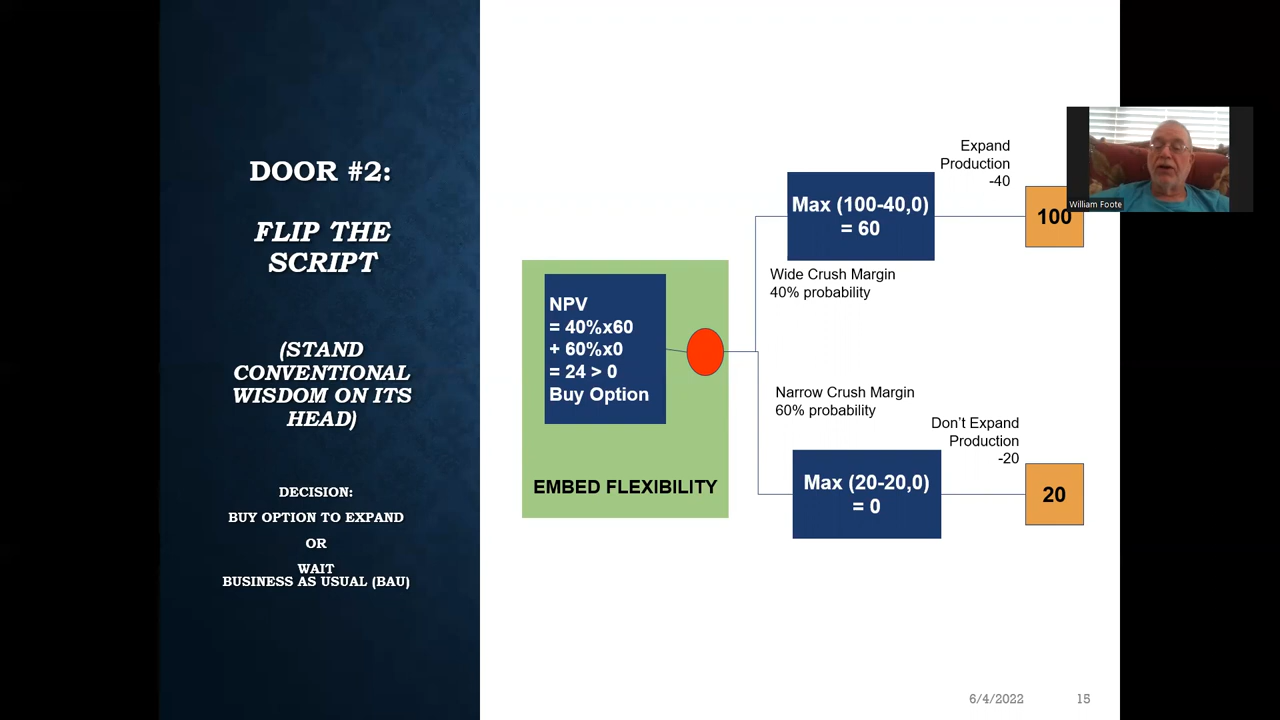 DOOR #2:
FLIP THE
SCRIPT
(STAND
CONVENTIONAL
WISDOM ON ITS
HEAD)
DECISION:
BUY OPTION TO EXPAND
OR
WAIT
BUSINESS AS USUAL (BAU)
NPV
= 40%x60
+ 60%x0
= 24 > 0
Buy Option
EMBED FLEXIBILITY
Max (100-40,0)
= 60
Wide Crush Margin
40% probability
Expand
Production
-40
100
William Foote
Narrow Crush Margin
60% probability
Don't Expand
Production
-20
Max (20-20,0)
= 0
20
6/4/2022
15